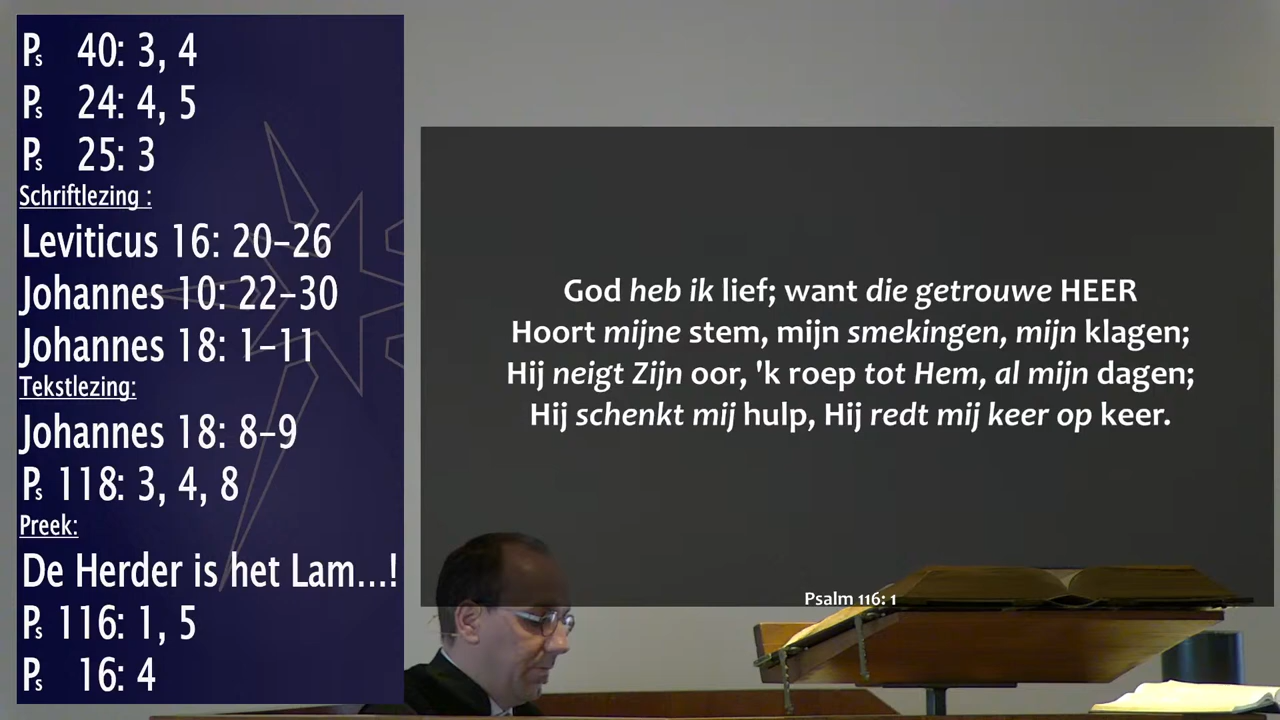 Ps 40: 3, 4
Ps 24: 4, 5
Ps 25: 3
Schriftlezing :
Leviticus 16: 20–26
Johannes 10: 22–30
Johannes 18: 1–11
Tekstlezing:
Johannes 18: 8–9
Ps 118: 3, 4, 8
Preek:
De Herder is het Lam...!
Ps 116: 1, 5
Ps 16: 4
God heb ik lief; want die getrouwe HEER
Hoort mijne stem, mijn smekingen, mijn klagen;
Hij neigt Zijn oor, 'k roep tot Hem, al mijn dagen;
Hij schenkt mij hulp, Hij redt mij keer op keer.
Psalm 116: 1